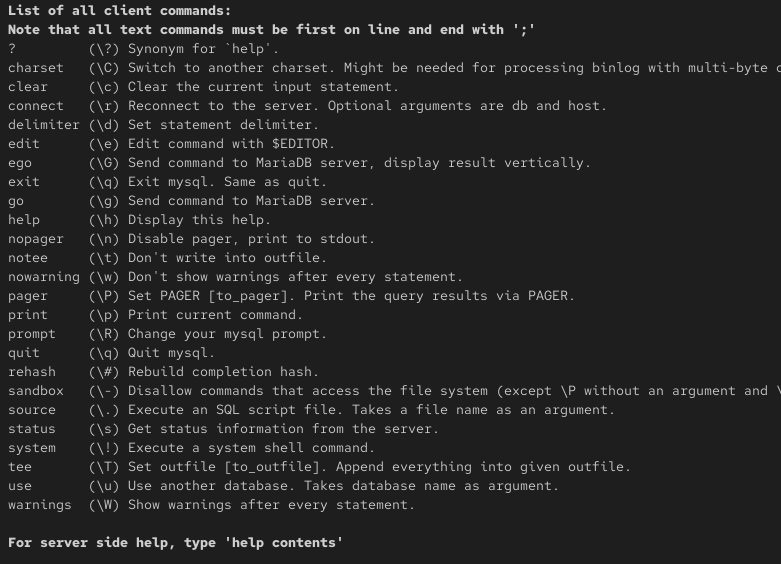 List of all client commands:
Note that all text commands must be first on line and end with ';'
?         (\?) Synonym for `help'.
charset   (\C) Switch to another charset. Might be needed for processing binlog with multi-byte
clear     (\c) Clear the current input statement.
connect   (\r) Reconnect to the server. Optional arguments are db and host.
delimiter (\d) Set statement delimiter.
edit      (\e) Edit command with $EDITOR.
ego       (\G) Send command to MariaDB server, display result vertically.
exit      (\q) Exit mysql. Same as quit.
go        (\g) Send command to MariaDB server.
help      (\h) Display this help.
nopager   (\n) Disable pager, print to stdout.
notee     (\t) Don't write into outfile.
nowarning (\w) Don't show warnings after every statement.
pager     (\P) Set PAGER [to_pager]. Print the query results via PAGER.
print     (\p) Print current command.
prompt    (\R) Change your mysql prompt.
quit      (\q) Quit mysql.
rehash    (\#) Rebuild completion hash.
sandbox   (\-) Disallow commands that access the file system (except \P without an argument and \
source    (\.) Execute an SQL script file. Takes a file name as an argument.
status    (\s) Get status information from the server.
system    (\!) Execute a system shell command.
tee       (\T) Set outfile [to_outfile]. Append everything into given outfile.
use       (\u) Use another database. Takes database name as argument.
warnings  (\W) Show warnings after every statement.
For server side help, type 'help contents'